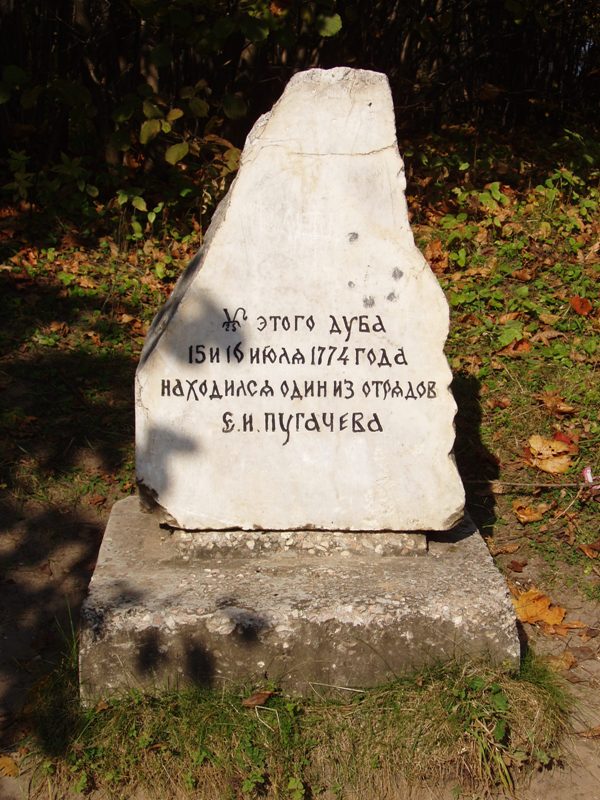 У этого дуба
15 и 16 июля 1774 года
находился один из отрядов
Е. И. Пугачева